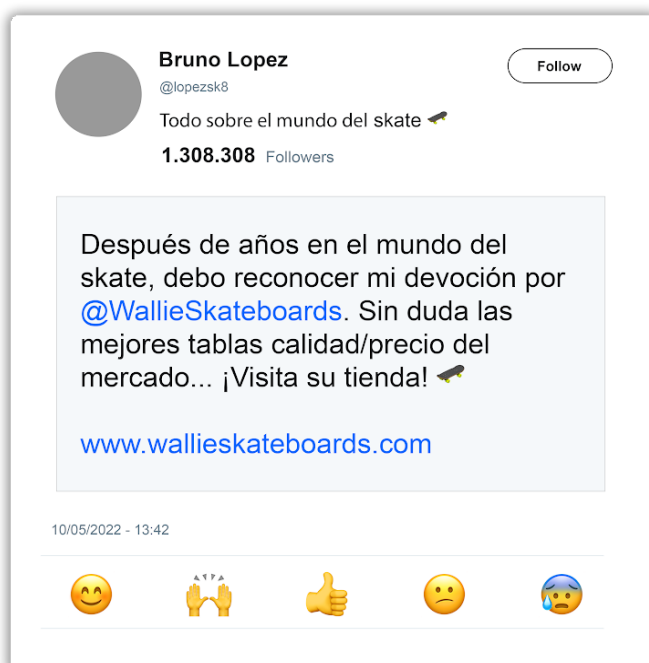 Bruno Lopez
Follow
@lopezsk8
Todo sobre el mundo del skate 🛹
1.308.308 Followers
Después de años en el mundo del
skate, debo reconocer mi devoción por
@WallieSkateboards. Sin duda las
mejores tablas calidad/precio del
mercado... ¡Visita su tienda! 🛹
www.wallieskateboards.com
10/05/2022 - 13:42